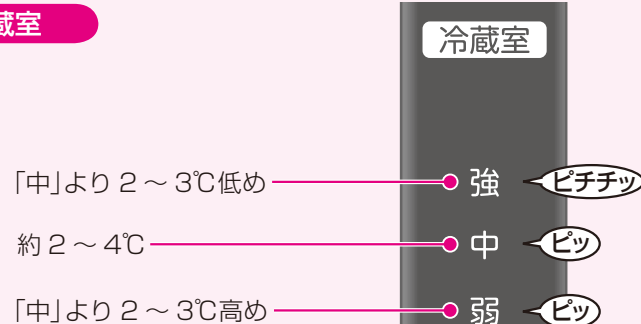 蔵室
冷蔵室
「中」より 2 ～ 3℃低め
強
ピチチッ
約 2 ～ 4℃
中
ピッ
「中」より 2 ～ 3℃高め
弱
ピッ